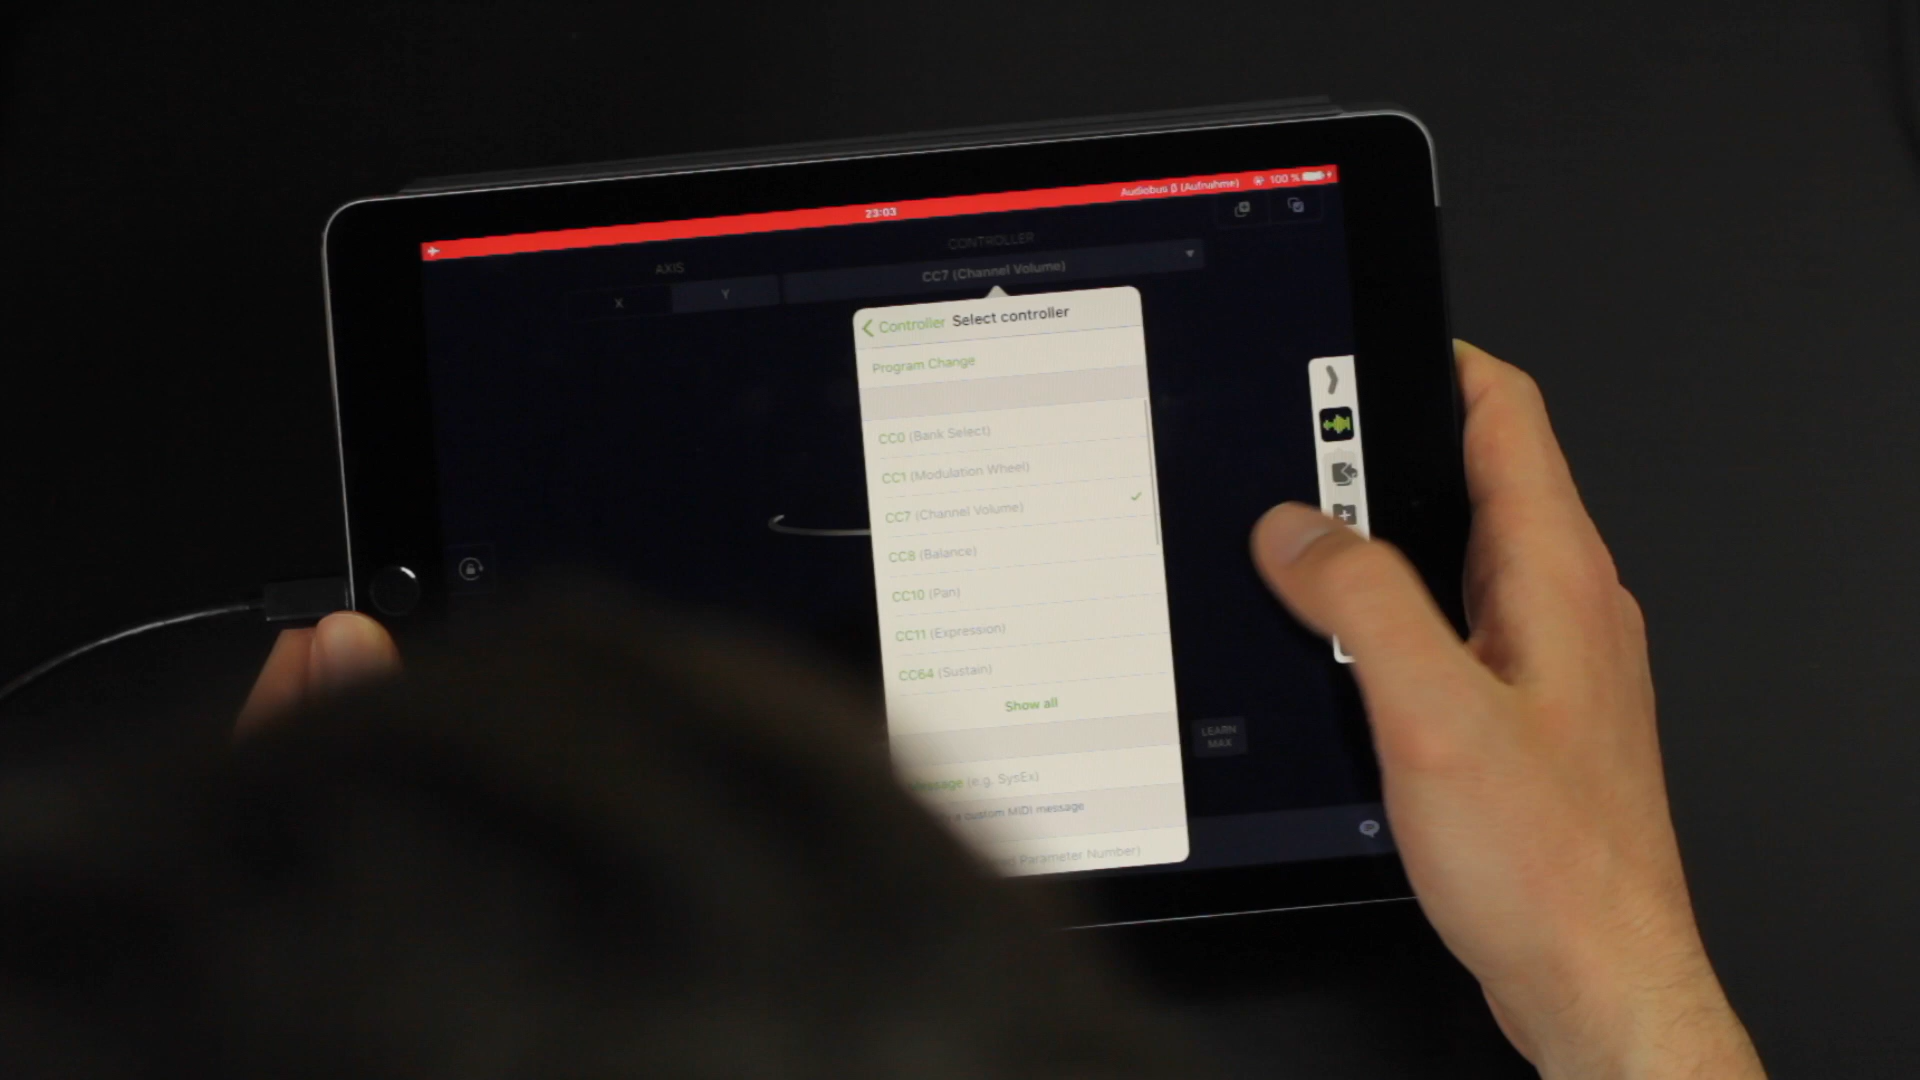 Audiobus β (Aufnahme) 100 %
23:03
CONTROLLER
AXIS
CC7 (Channel Volume)
X Y
Controller Select controller
Program Change
CC0 (Bank Select)
CC1 (Modulation Wheel)
CC7 (Channel Volume)
CC8 (Balance)
CC10 (Pan)
CC11 (Expression)
CC64 (Sustain)
Show all
LEARN
MAX
(e.g. SysEx)
a custom MIDI message
Parameter Number)